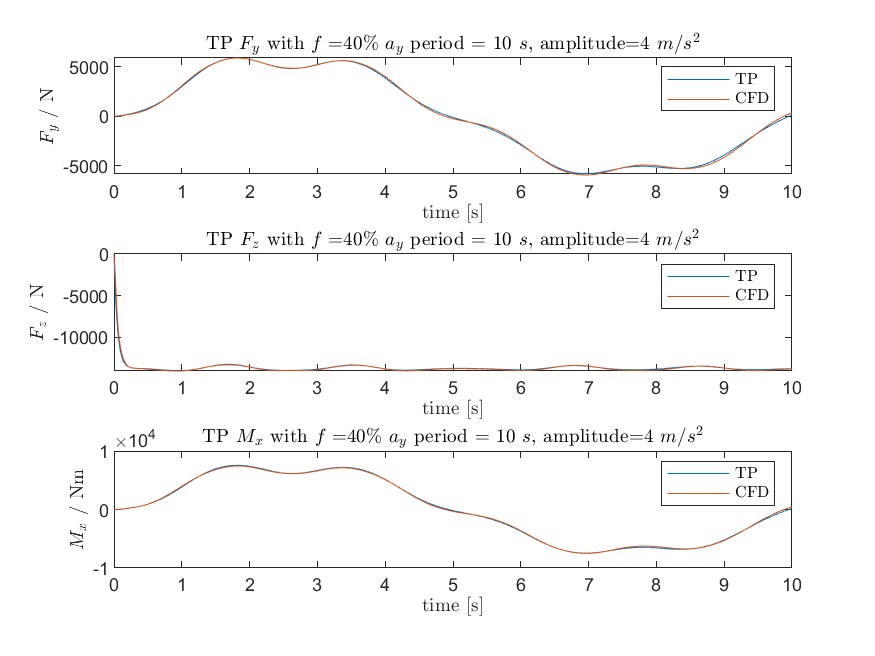 TP F_y with f =40% a_y period = 10 s, amplitude=4 m/s^2
5000
0
-5000
F_y / N
TP
CFD
0 1 2 3 4 5 6 7 8 9 10
time [s]
TP F_z with f =40% a_y period = 10 s, amplitude=4 m/s^2
0
-5000
-10000
F_z / N
TP
CFD
0 1 2 3 4 5 6 7 8 9 10
time [s]
TP M_x with f =40% a_y period = 10 s, amplitude=4 m/s^2
×10^4
1
0
-1
M_x / Nm
TP
CFD
0 1 2 3 4 5 6 7 8 9 10
time [s]